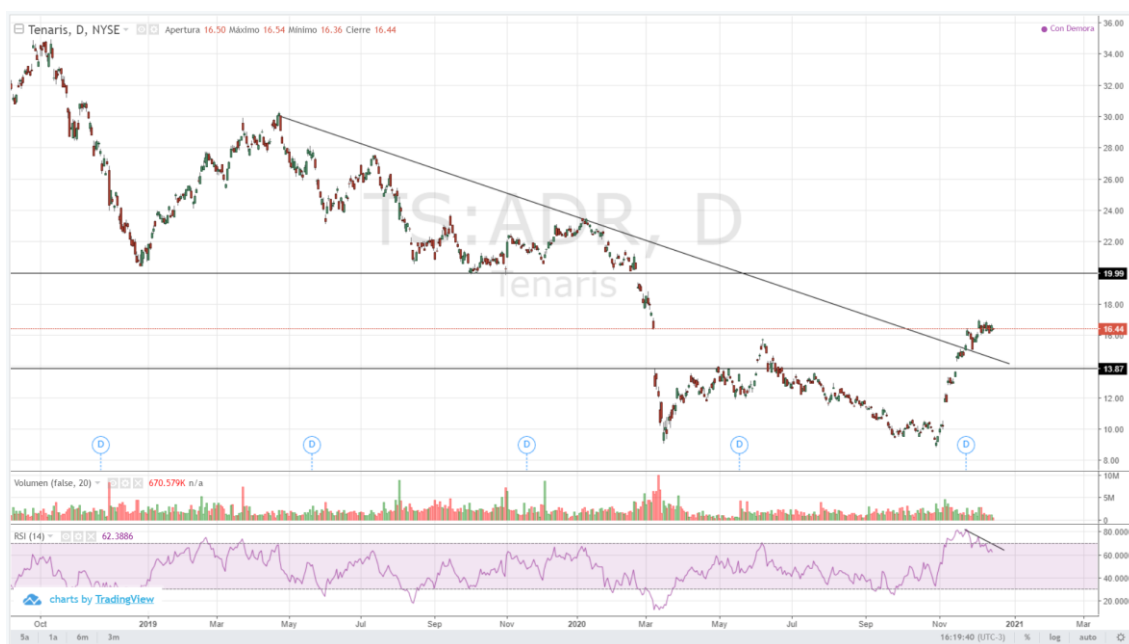 Tenaris, D, NYSE Apertura 16.50 Máximo 16.54 Mínimo 16.36 Cierre 16.44
Con Demora
36.00
34.00
32.00
30.00
28.00
26.00
24.00
22.00
19.99
18.00
16.44
16.00
13.87
12.00
10.00
8.00
TS:ADR, D
Tenaris
D D D D D
Volumen (false, 20) 670.579K n/a
10M
5M
0
RSI (14) 62.3886
80.0000
60.0000
40.0000
20.0000
charts by TradingView
Oct 2019 Mar May Jul Sep Nov 2020 Mar May Jul Sep Nov 2021 Mar
5a 1a 6m 3m 16:19:40 (UTC-3) % log auto